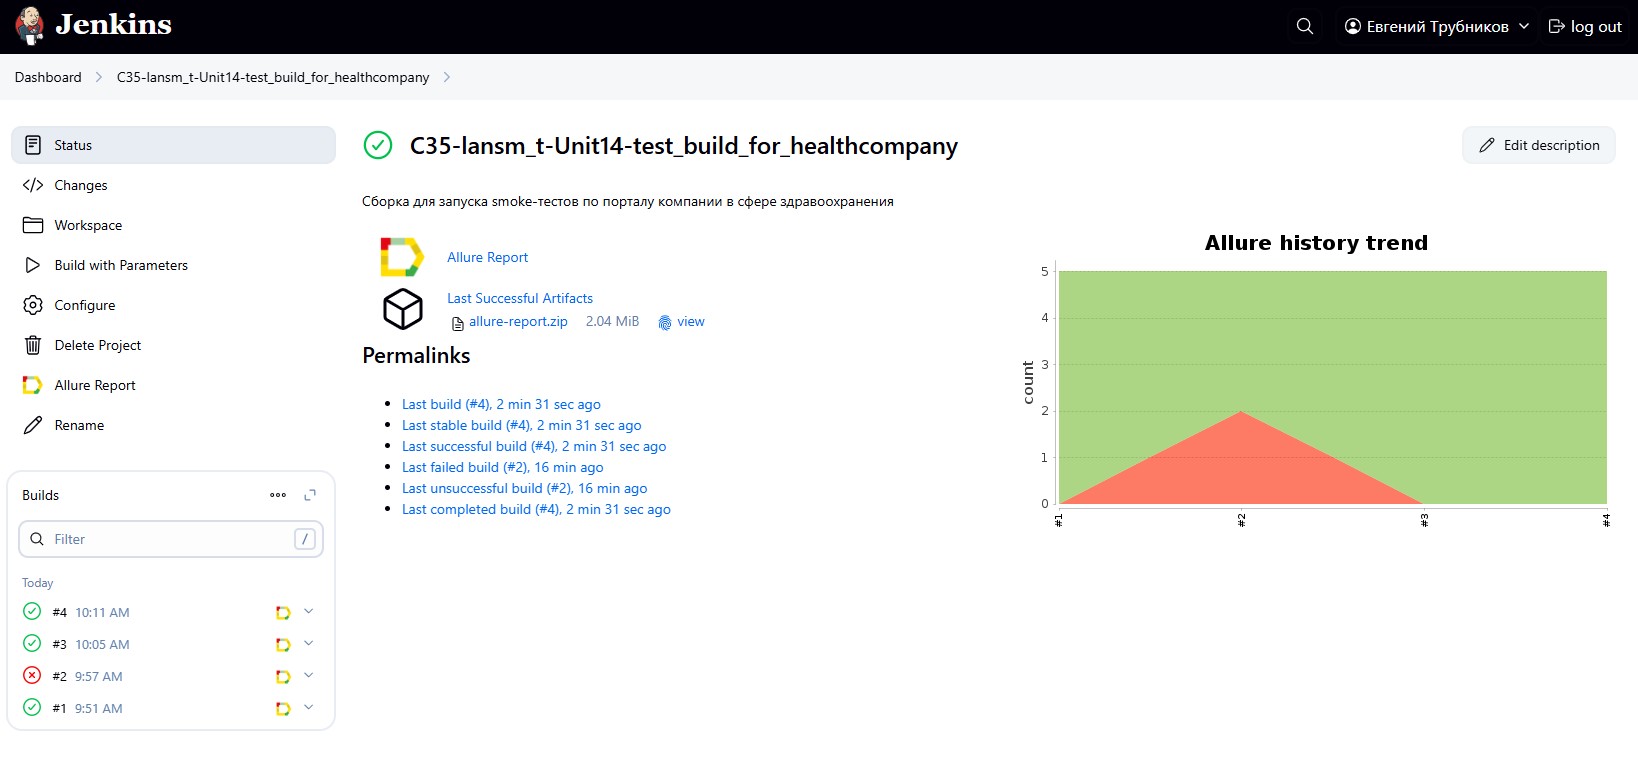 Jenkins
Евгений Трубников
log out
Dashboard
C35-lansm_t-Unit14-test_build_for_healthcompany
Status
Changes
Workspace
Build with Parameters
Configure
Delete Project
Allure Report
Rename
Builds
Filter
/
Today
#4 10:11 AM
#3 10:05 AM
#2 9:57 AM
#1 9:51 AM
C35-lansm_t-Unit14-test_build_for_healthcompany
Edit description
Сборка для запуска smoke-тестов по порталу компании в сфере здравоохранения
Allure Report
Last Successful Artifacts
allure-report.zip 2.04 MiB view
Permalinks
Last build (#4), 2 min 31 sec ago
Last stable build (#4), 2 min 31 sec ago
Last successful build (#4), 2 min 31 sec ago
Last failed build (#2), 16 min ago
Last unsuccessful build (#2), 16 min ago
Last completed build (#4), 2 min 31 sec ago
Allure history trend
count
5
4
3
2
1
0
#1
#2
#3
#4